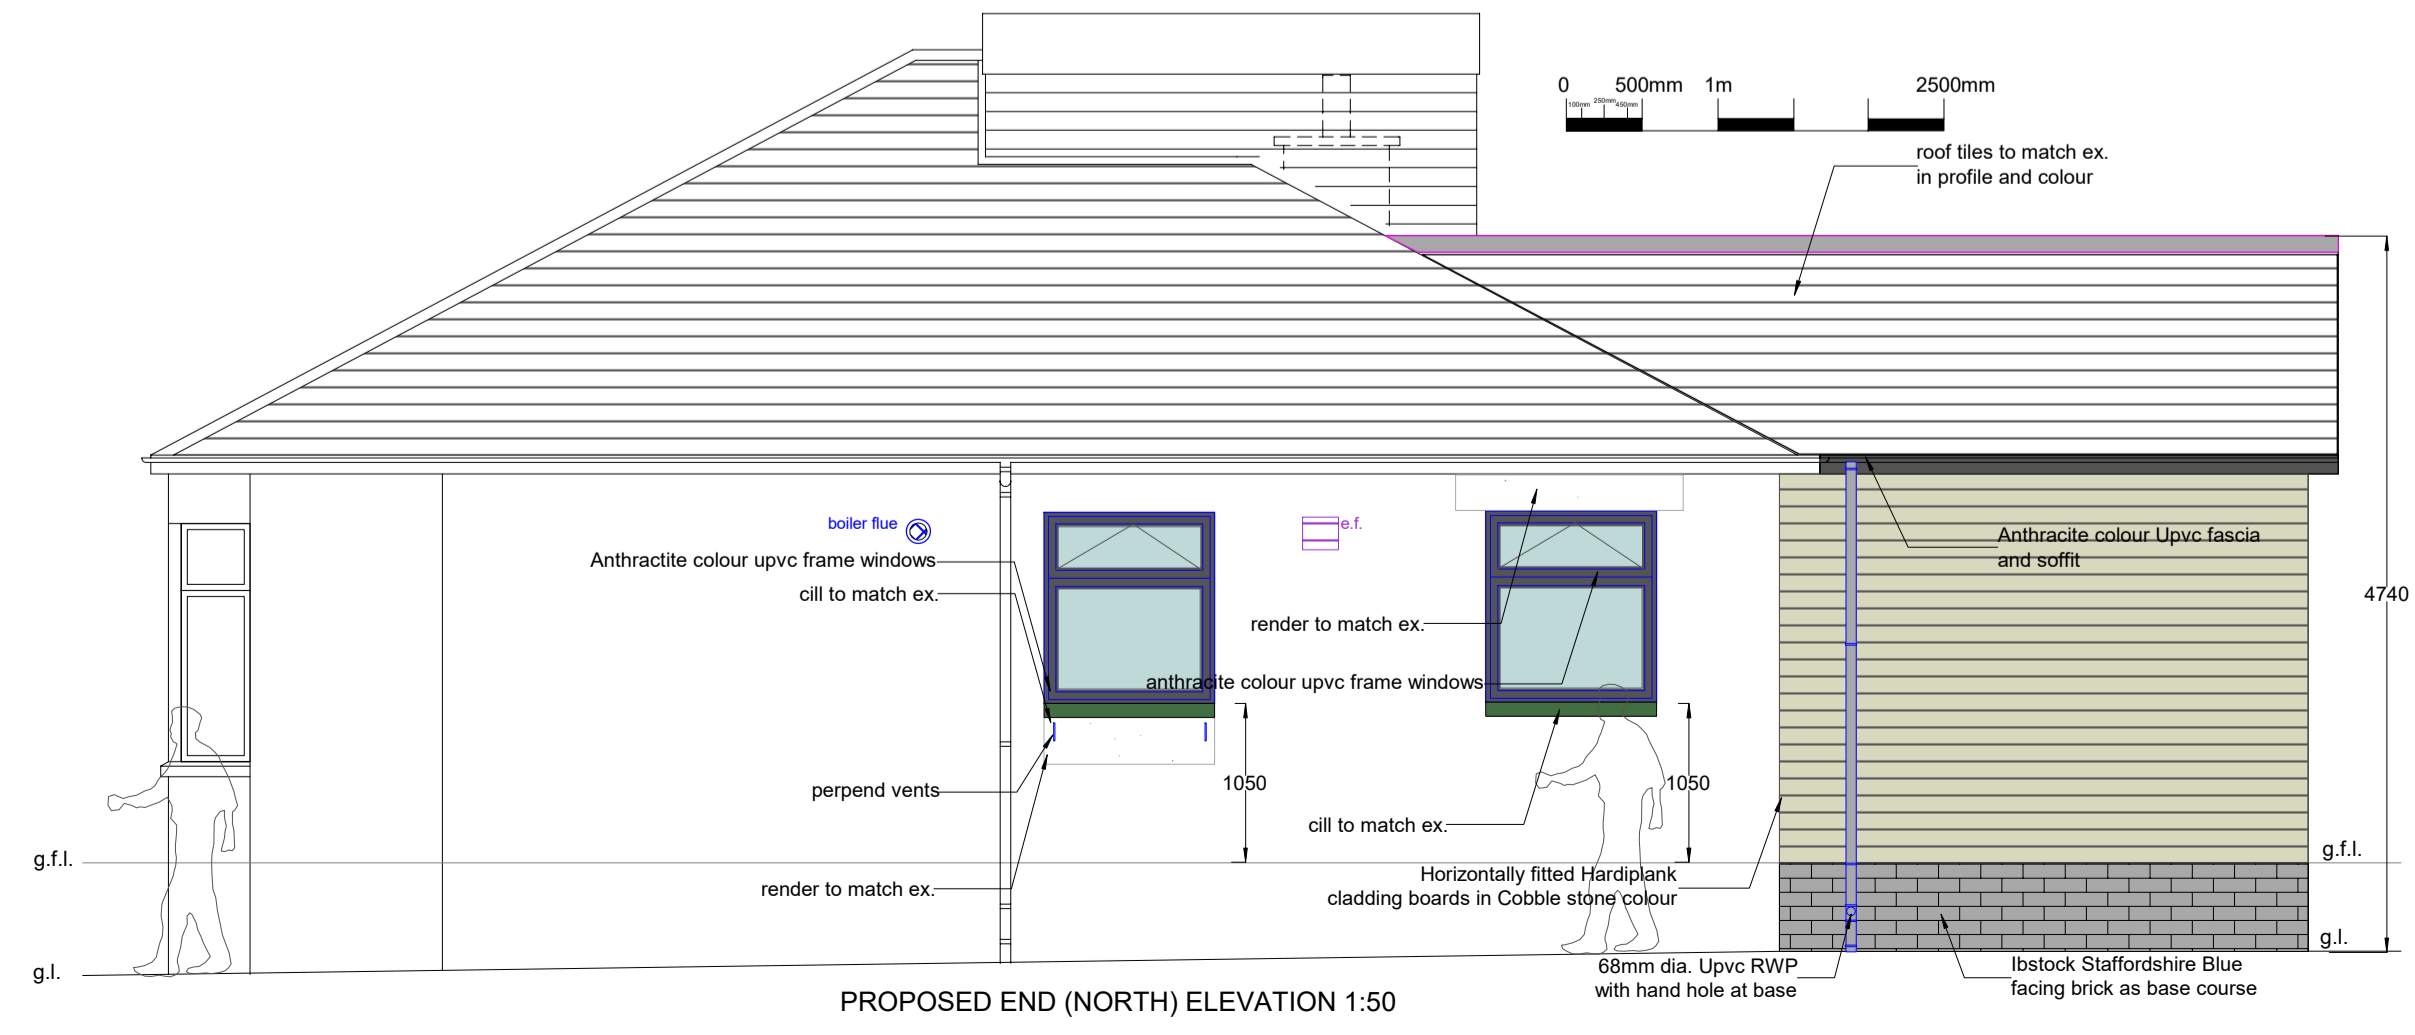 0 500mm 1m 2500mm
100mm 250mm 450mm
roof tiles to match ex.
in profile and colour
boiler flue
e.f.
Anthractite colour upvc frame windows
cill to match ex.
Anthracite colour Upvc fascia
and soffit
4740
render to match ex.
anthracite colour upvc frame windows
perpend vents
1050
1050
cill to match ex.
g.f.l.
g.f.l.
render to match ex.
Horizontally fitted Hardiplank
cladding boards in Cobble stone colour
g.l.
g.l.
68mm dia. Upvc RWP
with hand hole at base
Ibstock Staffordshire Blue
facing brick as base course
PROPOSED END (NORTH) ELEVATION 1:50